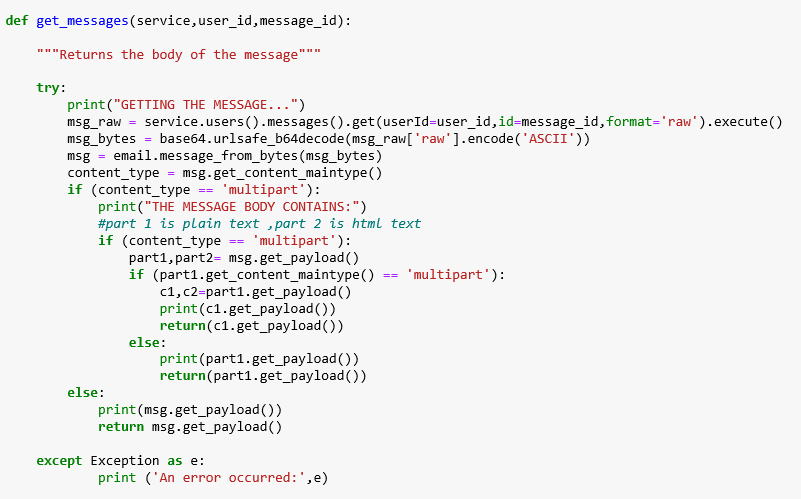 def get_messages(service,user_id,message_id):
"""Returns the body of the message"""
try:
print("GETTING THE MESSAGE...")
msg_raw = service.users().messages().get(userId=user_id,id=message_id,format='raw').execute()
msg_bytes = base64.urlsafe_b64decode(msg_raw['raw'].encode('ASCII'))
msg = email.message_from_bytes(msg_bytes)
content_type = msg.get_content_maintype()
if (content_type == 'multipart'):
print("THE MESSAGE BODY CONTAINS:")
#part 1 is plain text ,part 2 is html text
if (content_type == 'multipart'):
part1,part2= msg.get_payload()
if (part1.get_content_maintype() == 'multipart'):
c1,c2=part1.get_payload()
print(c1.get_payload())
return(c1.get_payload())
else:
print(part1.get_payload())
return(part1.get_payload())
else:
print(msg.get_payload())
return msg.get_payload()
except Exception as e:
print ('An error occurred:',e)